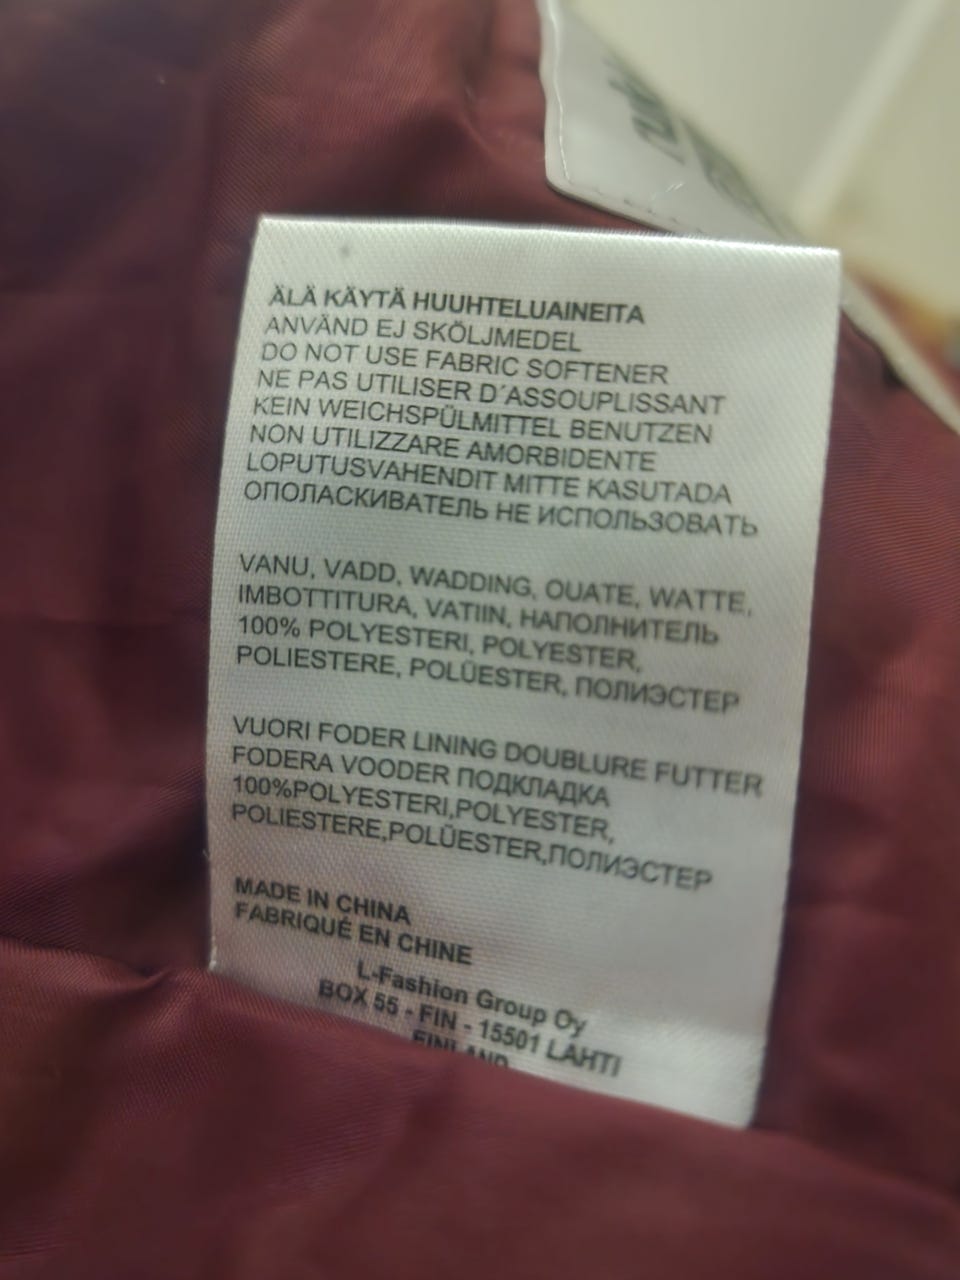 ÄLÄ KÄYTÄ HUUHTELUAINEITA
ANVÄND EJ SKÖLJMEDEL
DO NOT USE FABRIC SOFTENER
NE PAS UTILISER D´ASSOUPLISSANT
KEIN WEICHSPÜLMITTEL BENUTZEN
NON UTILIZZARE AMORBIDENTE
LOPUTUSVAHENDIT MITTE KASUTADA
ОПОЛАСКИВАТЕЛЬ НЕ ИСПОЛЬЗОВАТЬ
VANU, VADD, WADDING, OUATE, WATTE,
IMBOTTITURA, VATIIN, НАПОЛНИТЕЛЬ
100% POLYESTERI, POLYESTER,
POLIESTERE, POLÜESTER, ПОЛИЭСТЕР
VUORI FODER LINING DOUBLURE FUTTER
FODERA VOODER ПОДКЛАДКА
100%POLYESTERI,POLYESTER,
POLIESTERE,POLÜESTER,ПОЛИЭСТЕР
MADE IN CHINA
FABRIQUÉ EN CHINE
L-Fashion Group Oy
BOX 55 - FIN - 15501 LAHTI
FINLAND